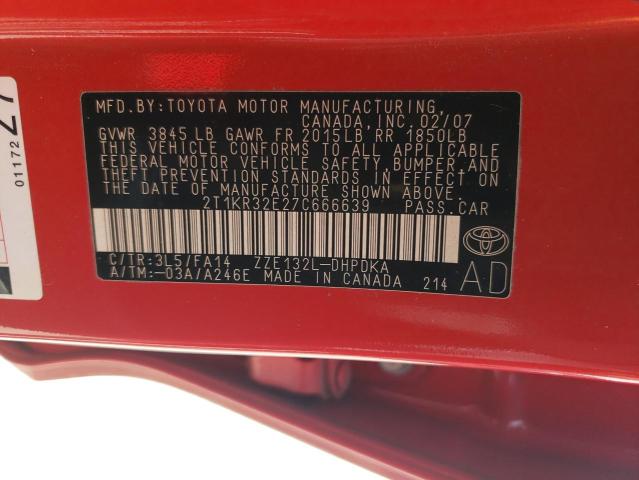 MFD.BY:TOYOTA MOTOR MANUFACTURING,
CANADA, INC. 02/07
GVWR 3845LB GAWR FR 2015LB RR 1850LB
THIS VEHICLE CONFORMS TO ALL APPLICABLE
FEDERAL MOTOR VEHICLE SAFETY, BUMPER, AND
THEFT PREVENTION STANDARDS IN EFFECT ON
THE DATE OF MANUFACTURE SHOWN ABOVE.
2T1KR32E27C666639 PASS.CAR
C/TR:3L5/FA14 ZZE132L-DHPDKA
A/TM:-03A/A246E MADE IN CANADA 214
AD
01172